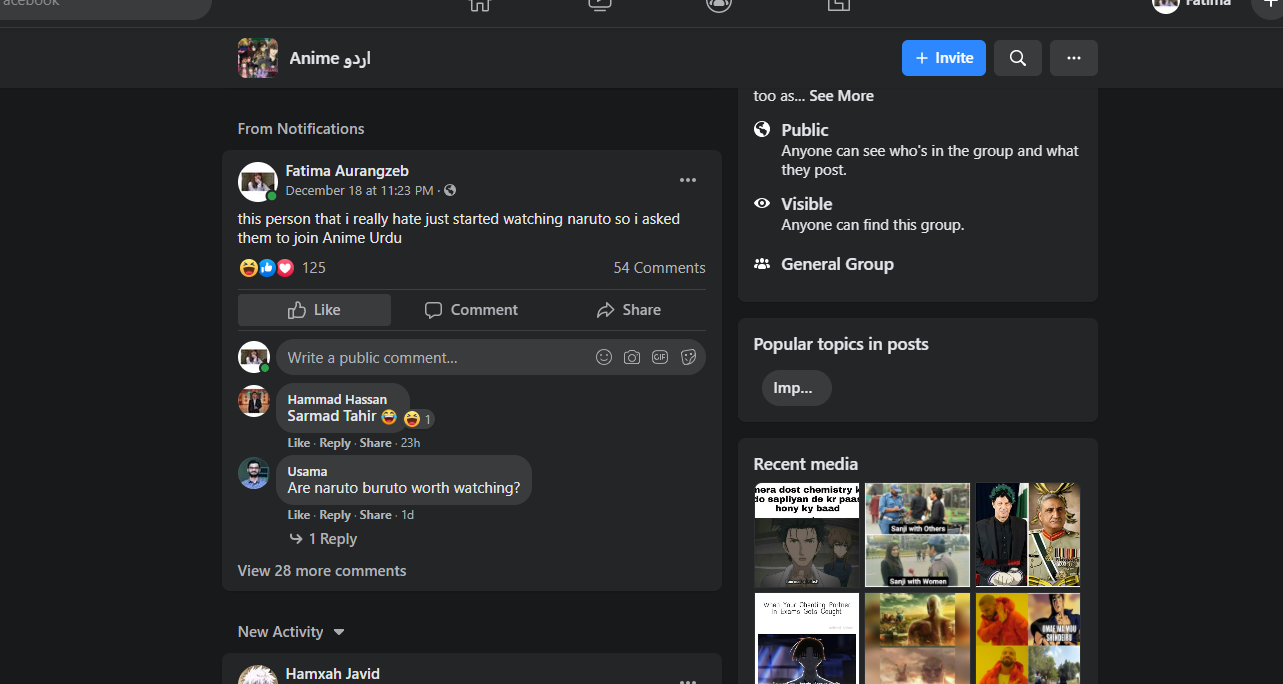 acebook
Fatima
Anime اردو
Invite
too as... See More
Public
Anyone can see who's in the group and what
they post.
Visible
Anyone can find this group.
General Group
From Notifications
Fatima Aurangzeb
December 18 at 11:23 PM ·
this person that i really hate just started watching naruto so i asked
them to join Anime Urdu
125
54 Comments
Like
Comment
Share
Write a public comment...
GIF
Hammad Hassan
Sarmad Tahir
1
Like · Reply · Share · 23h
Usama
Are naruto buruto worth watching?
Like · Reply · Share · 1d
1 Reply
View 28 more comments
New Activity
Hamxah Javid
Popular topics in posts
Imp...
Recent media
mera dost chemistry k
do sapliyan de kr paas
hony ky baad
Sanji with Others
Sanji with Women
When Your Cheating Partner
In Exams Gets Caught
OMAE WA MOU
SHINDEIRU